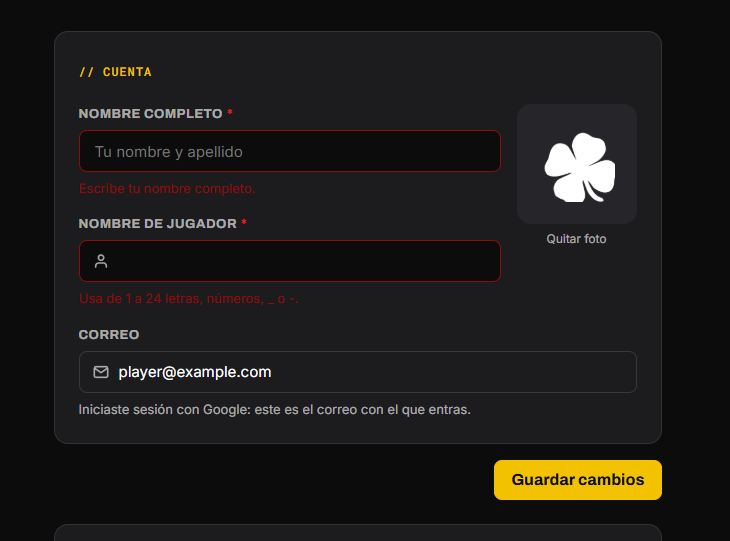 // CUENTA
NOMBRE COMPLETO *
Tu nombre y apellido
Escribe tu nombre completo.
Quitar foto
NOMBRE DE JUGADOR *
Usa de 1 a 24 letras, números, _ o -.
CORREO
player@example.com
Iniciaste sesión con Google: este es el correo con el que entras.
Guardar cambios